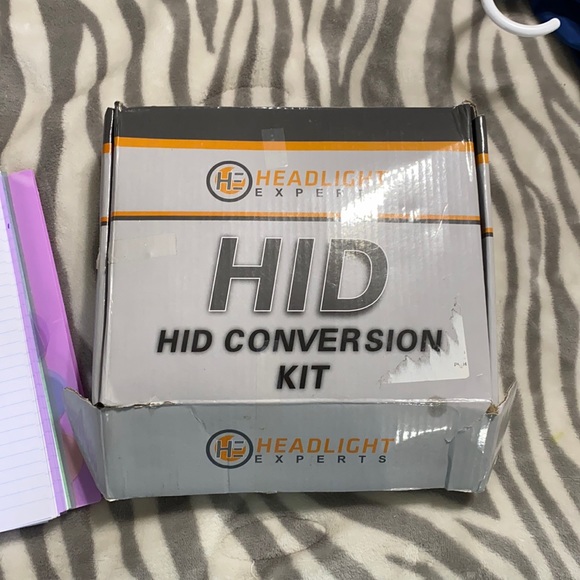 HE HEADLIGHT
EXPERTS
HID
HID CONVERSION
KIT
HE HEADLIGHT
EXPERTS